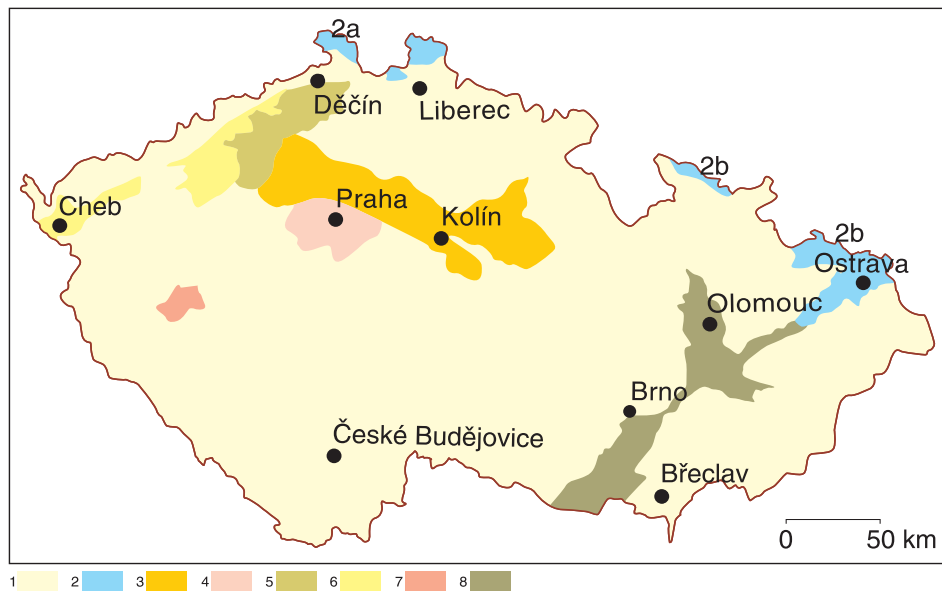 2a
Děčín
Liberec
2b
Cheb
Praha
Kolín
2b
Ostrava
Olomouc
Brno
České Budějovice
Břeclav
0 50 km
1 2 3 4 5 6 7 8